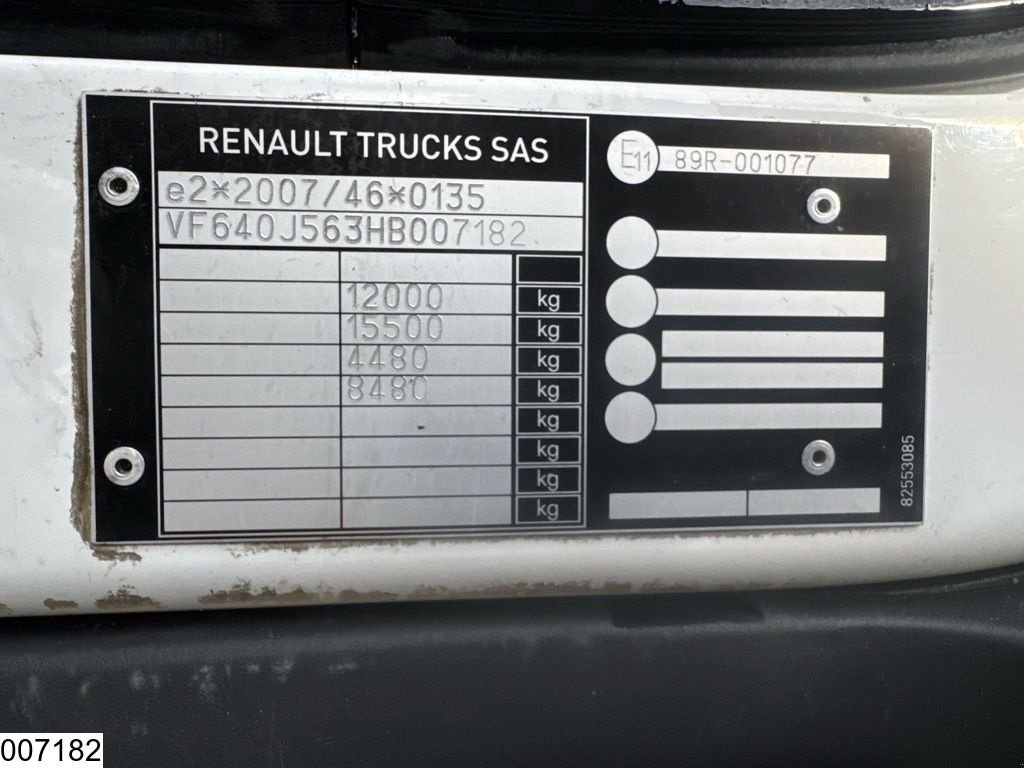 RENAULT TRUCKS SAS
e2*2007/46*0135
VF640J563HB007182
12000 kg
15500 kg
4480 kg
8480 kg
kg
kg
kg
kg
E11 89R-001077
82553085
007182